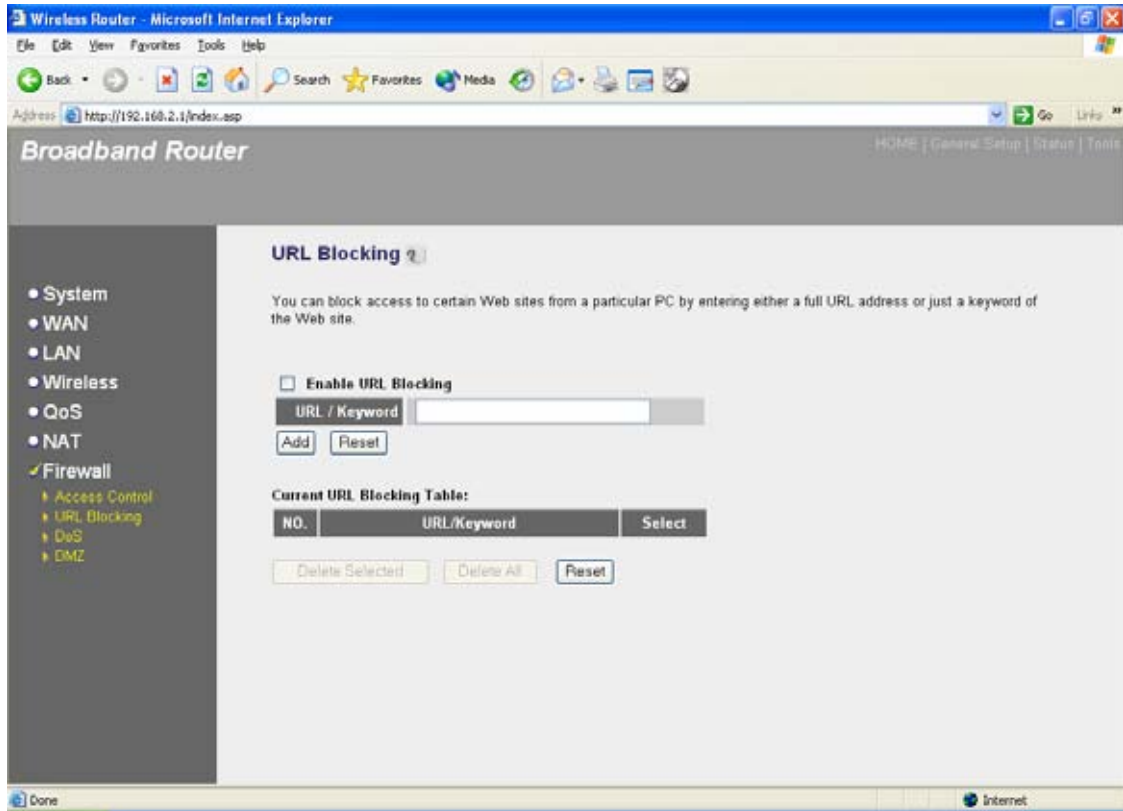 Wireless Router - Microsoft Internet Explorer
File Edit View Favorites Tools Help
Back Search Favorites Media
Address http://192.168.2.1/index.asp Go Links »
Broadband Router
HOME | General Setup | Status | Tools
URL Blocking
You can block access to certain Web sites from a particular PC by entering either a full URL address or just a keyword of
the Web site.
System
WAN
LAN
Wireless
QoS
NAT
Firewall
Access Control
URL Blocking
DoS
DMZ
Enable URL Blocking
URL / Keyword
Add Reset
Current URL Blocking Table:
NO. URL/Keyword Select
Delete Selected Delete All Reset
Done Internet